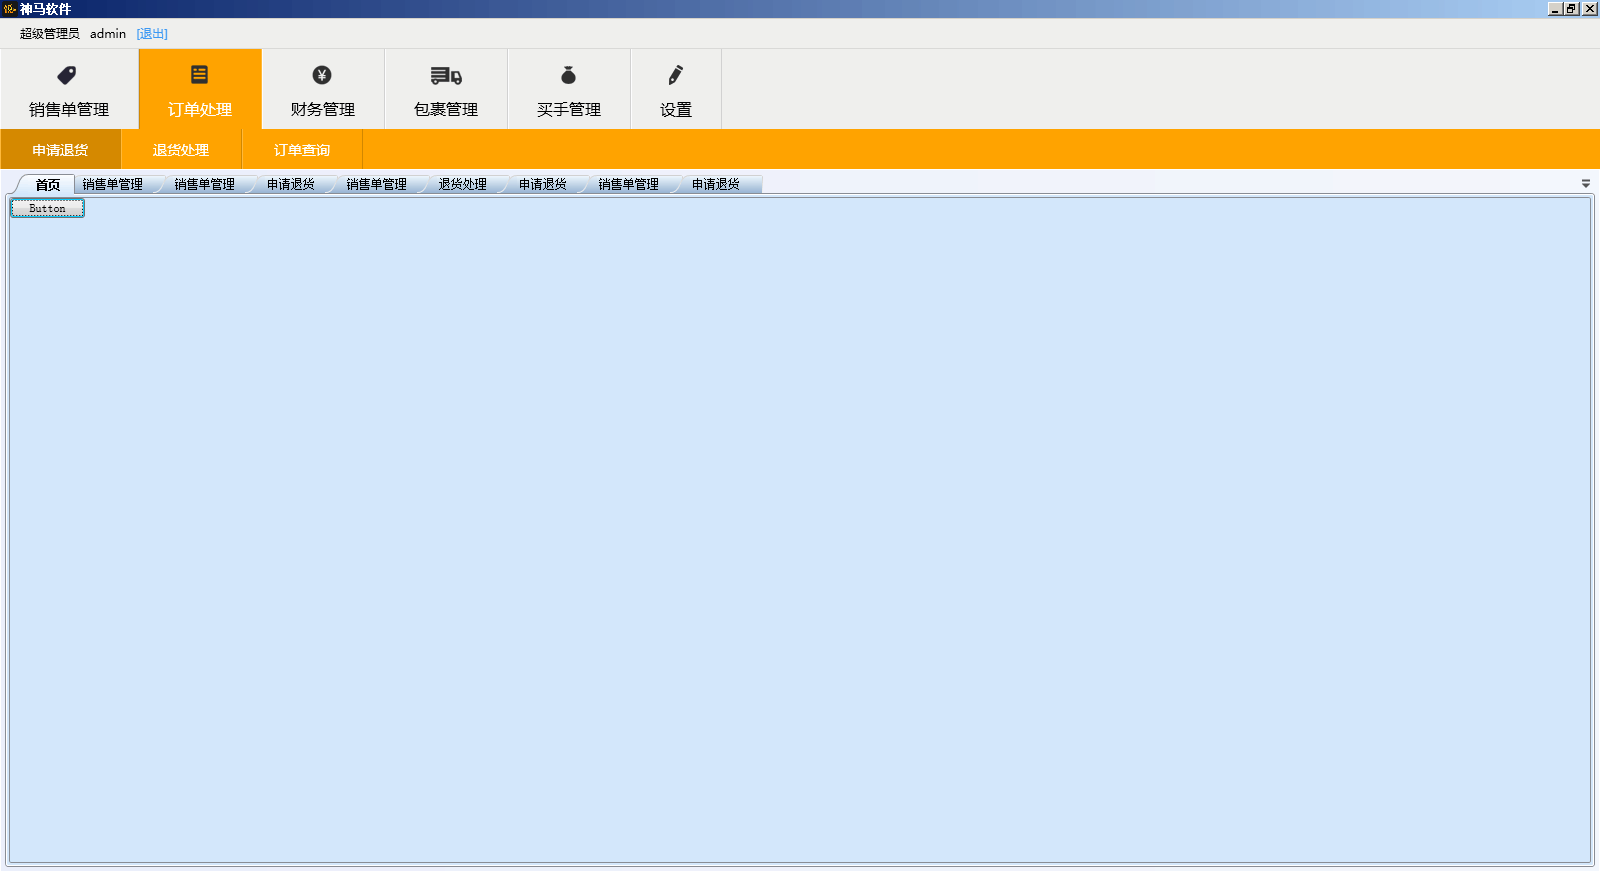 神马软件
超级管理员 admin [退出]
销售单管理 订单处理 财务管理 包裹管理 买手管理 设置
申请退货 退货处理 订单查询
首页 销售单管理 销售单管理 申请退货 销售单管理 退货处理 申请退货 销售单管理 申请退货
Button